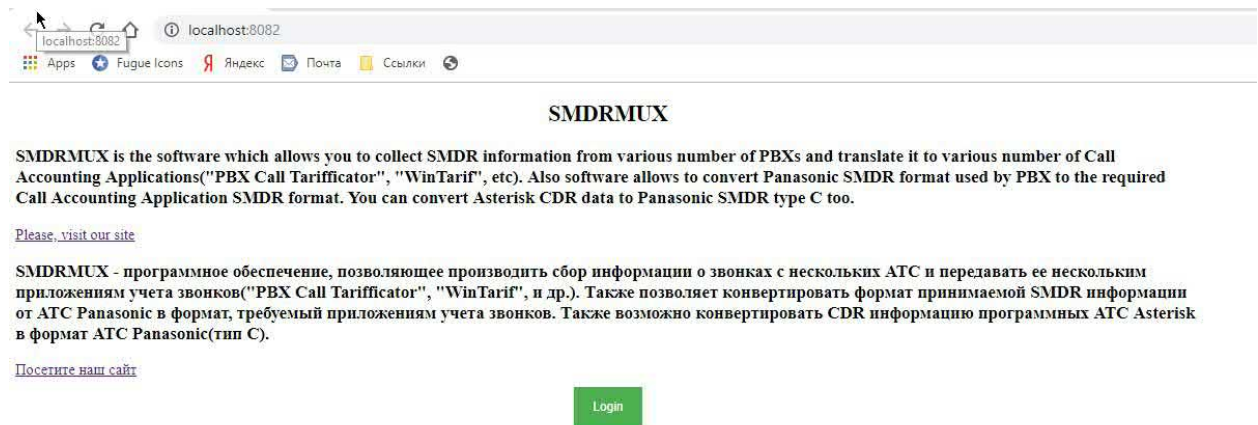 localhost:8082
localhost:8082
Apps Fugue Icons Яндекс Почта Ссылки
SMDRMUX
SMDRMUX is the software which allows you to collect SMDR information from various number of PBXs and translate it to various number of Call
Accounting Applications("PBX Call Tarifficator", "WinTarif", etc). Also software allows to convert Panasonic SMDR format used by PBX to the required
Call Accounting Application SMDR format. You can convert Asterisk CDR data to Panasonic SMDR type C too.
Please, visit our site
SMDRMUX - программное обеспечение, позволяющее производить сбор информации о звонках с нескольких АТС и передавать ее нескольким
приложениям учета звонков("PBX Call Tarifficator", "WinTarif", и др.). Также позволяет конвертировать формат принимаемой SMDR информации
от АТС Panasonic в формат, требуемый приложениям учета звонков. Также возможно конвертировать CDR информацию программных АТС Asterisk
в формат АТС Panasonic(тип C).
Посетите наш сайт
Login